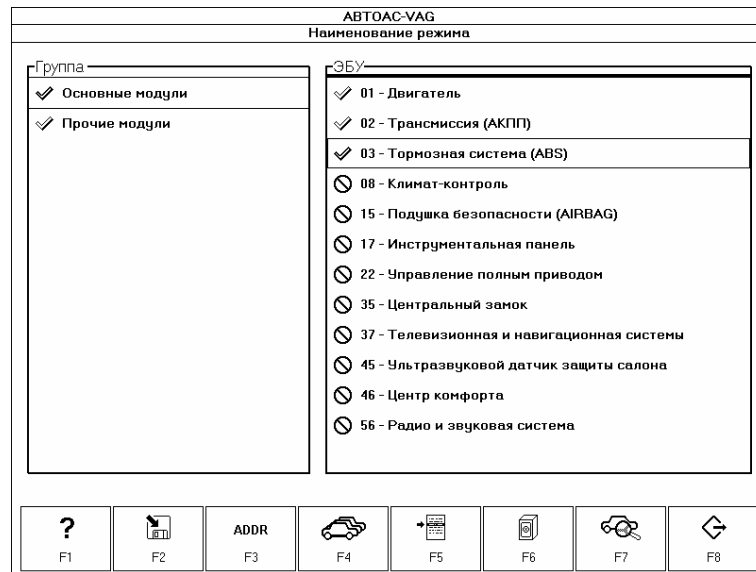 АВТОАС-VAG
Наименование режима
Группа
Основные модули
Прочие модули
ЭБУ
01 - Двигатель
02 - Трансмиссия (АКПП)
03 - Тормозная система (ABS)
08 - Климат-контроль
15 - Подушка безопасности (AIRBAG)
17 - Инструментальная панель
22 - Управление полным приводом
35 - Центральный замок
37 - Телевизионная и навигационная системы
45 - Ультразвуковой датчик защиты салона
46 - Центр комфорта
56 - Радио и звуковая система
?
ADDR
F1 F2 F3 F4 F5 F6 F7 F8